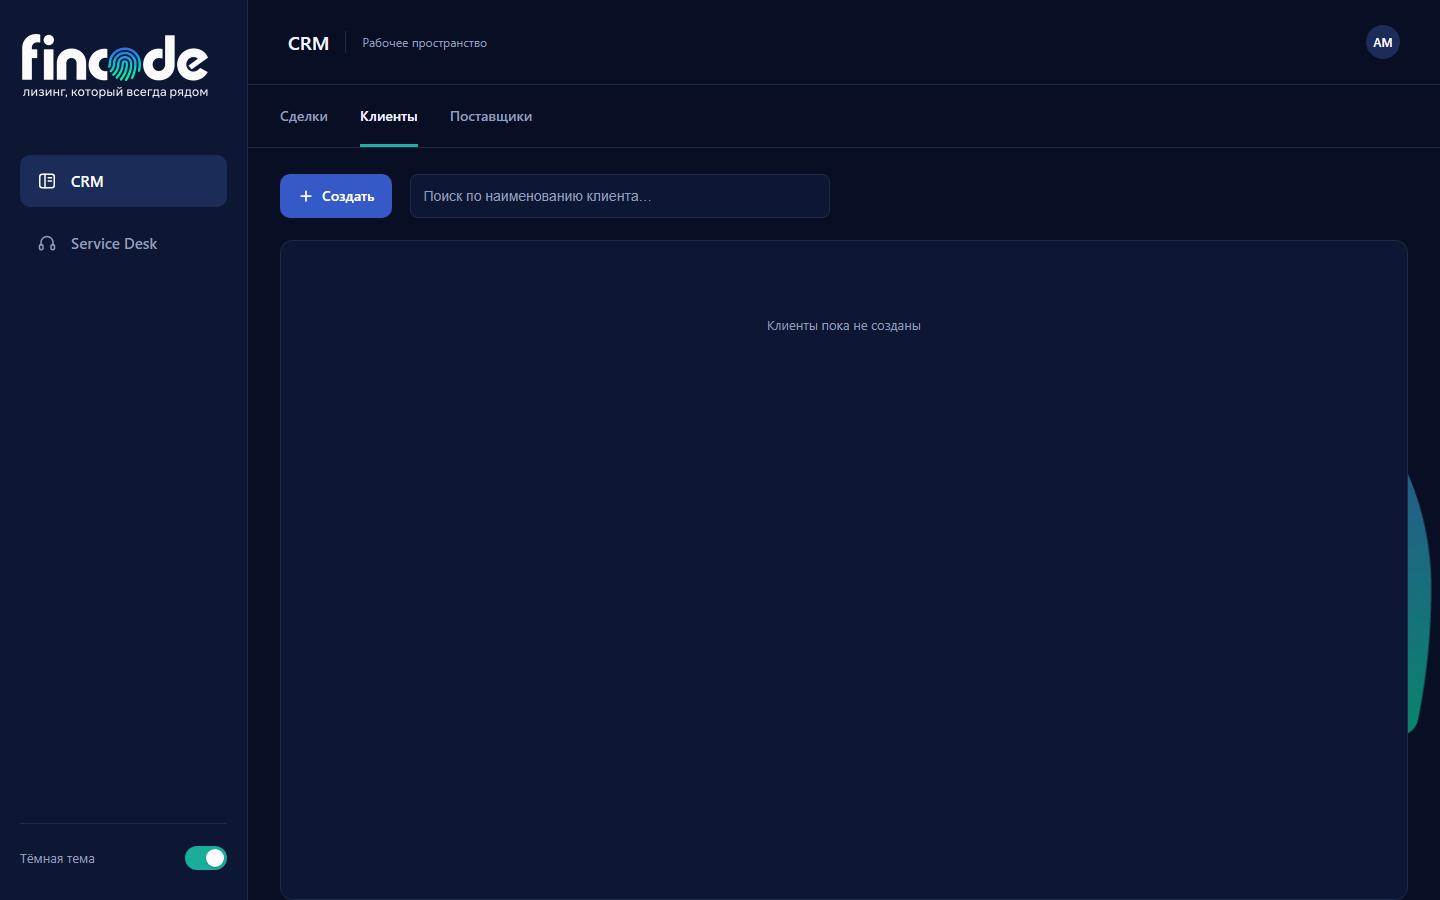 fincode
лизинг, который всегда рядом
CRM
Service Desk
Тёмная тема
CRM
Рабочее пространство
AM
Сделки
Клиенты
Поставщики
+ Создать
Поиск по наименованию клиента...
Клиенты пока не созданы